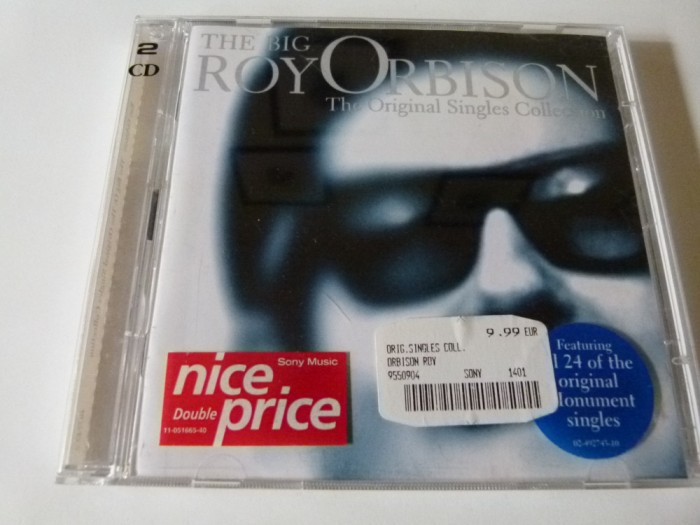 2
CD
THE BIG
ROY ORBISON
The Original Singles Collection
Sony Music
nice
Double price
11-051665-40
9.99 EUR
ORIG.SINGLES COLL.
ORBISON ROY
9550904 SONY 1401
Featuring
24 of the
original
Monument
singles